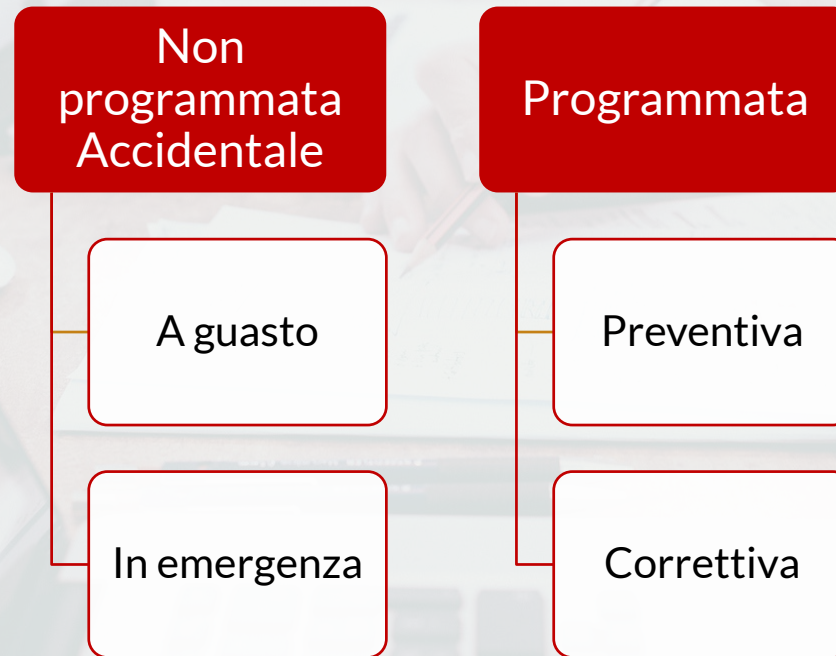 Non
programmata
Accidentale
A guasto
In emergenza
Programmata
Preventiva
Correttiva